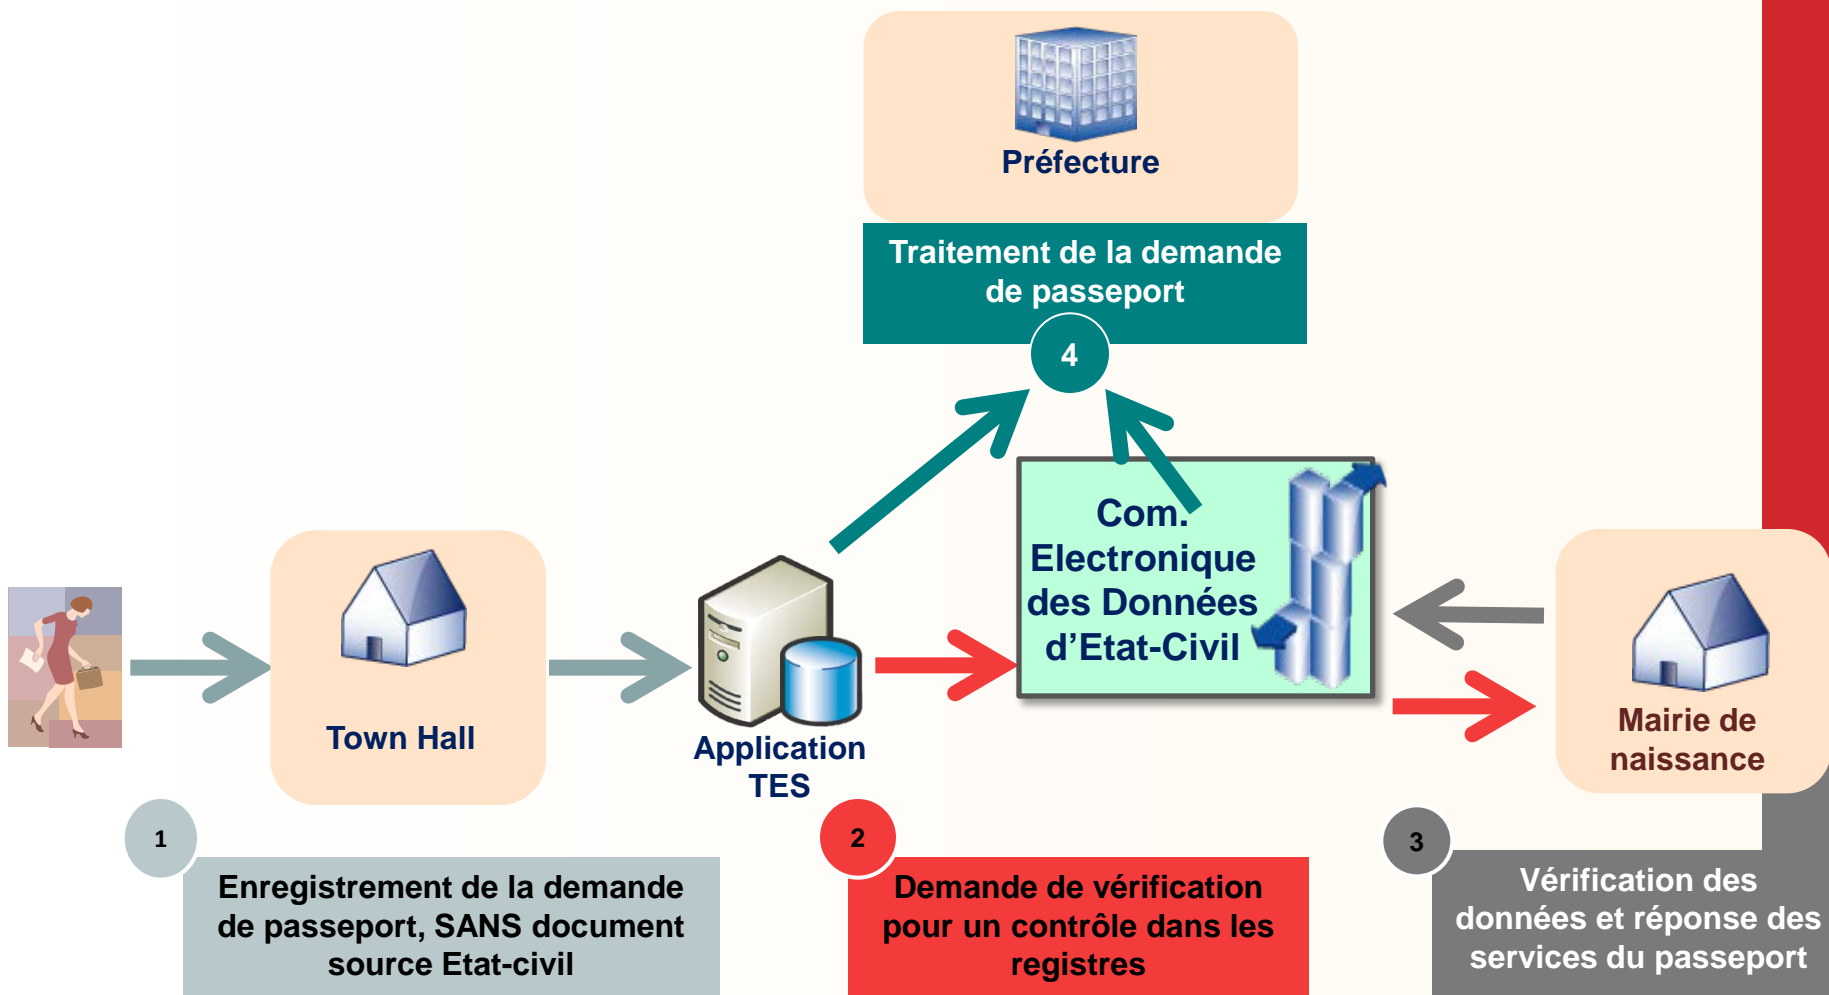 Préfecture
Traitement de la demande
de passeport
4
Com.
Electronique
des Données
d’Etat-Civil
Town Hall
Application
TES
Mairie de
naissance
1
Enregistrement de la demande
de passeport, SANS document
source Etat-civil
2
Demande de vérification
pour un contrôle dans les
registres
3
Vérification des
données et réponse des
services du passeport